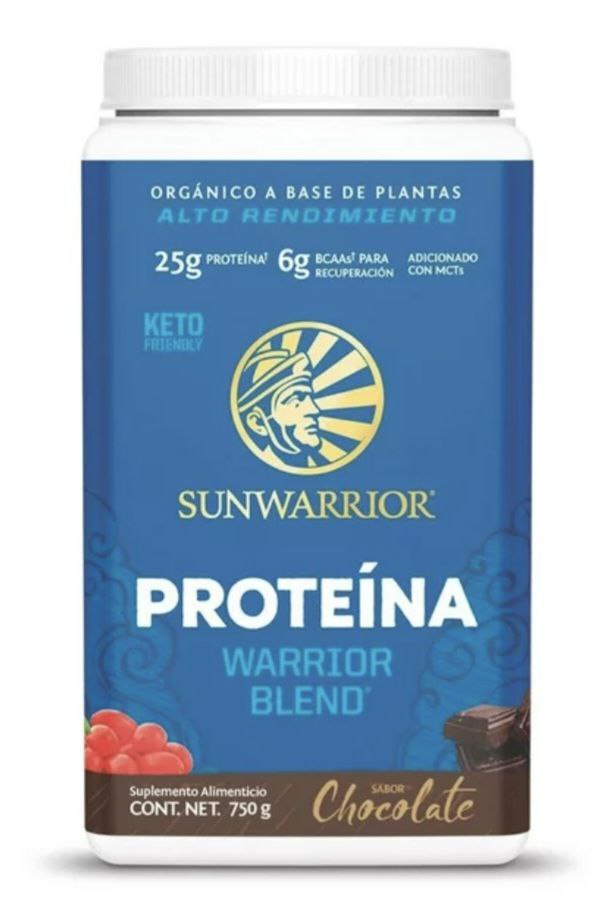 ORGÁNICO A BASE DE PLANTAS
ALTO RENDIMIENTO
25g PROTEÍNA† 6g BCAAs† PARA RECUPERACIÓN ADICIONADO CON MCTs
KETO
FRIENDLY
SUNWARRIOR®
PROTEÍNA
WARRIOR
BLEND®
Suplemento Alimenticio
CONT. NET. 750 g
SABOR
Chocolate